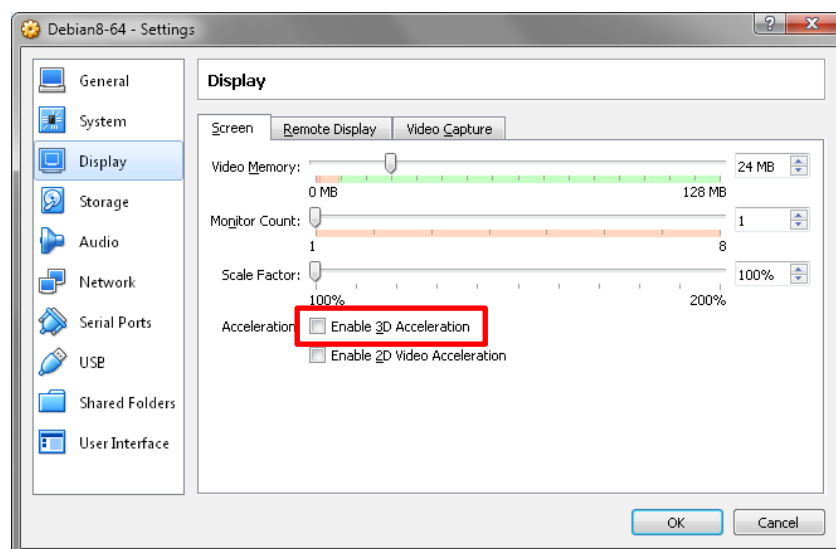 Debian8-64 - Settings
General
System
Display
Storage
Audio
Network
Serial Ports
USB
Shared Folders
User Interface
Display
Screen Remote Display Video Capture
Video Memory: 24 MB
0 MB 128 MB
Monitor Count: 1
1 8
Scale Factor: 100%
100% 200%
Acceleration Enable 3D Acceleration
Enable 2D Video Acceleration
OK Cancel